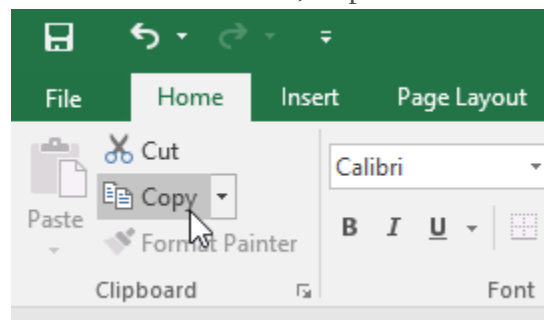 File Home Insert Page Layout
Cut
Calibri
Copy
Paste
Format Painter
B I U
Clipboard Font